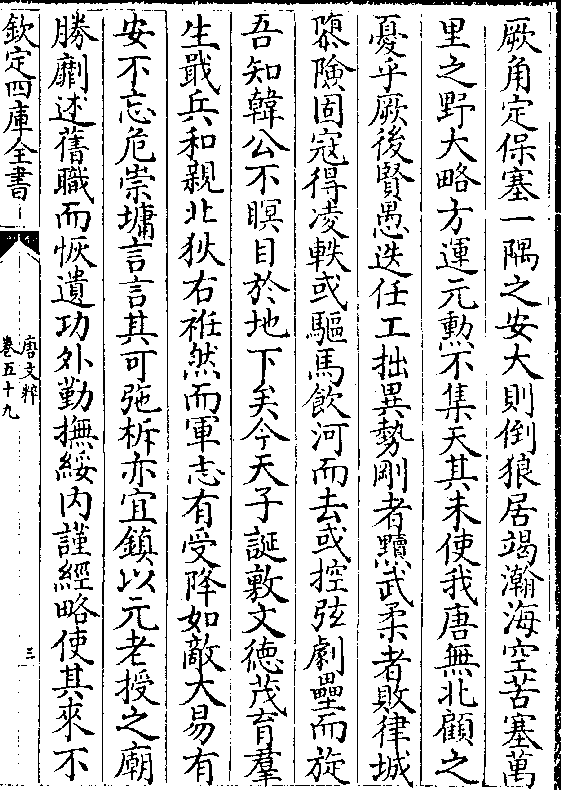 厥角定保塞一隅之安大則倒狼居竭瀚海空苦塞萬
里之野大略方運元勲不集天其未使我唐無北顧之
憂乎厥後賢愚迭任工拙異勢剛者黷武柔者敗律城
隳險固寇得凌軼或驅馬飲河而去或控弦劇壘而旋
吾知韓公不瞑目於地下矣今天子誕敷文德茂育羣
生戢兵和親北狄右袵然而軍志有受降如敵大易有
安不忘危崇墉言言其可弛柝亦宜鎮以元老授之廟
勝劘述舊職而恢遺功外勤撫綏内謹經略使其來不
欽定四庫全書
唐文粹
卷五十九
三